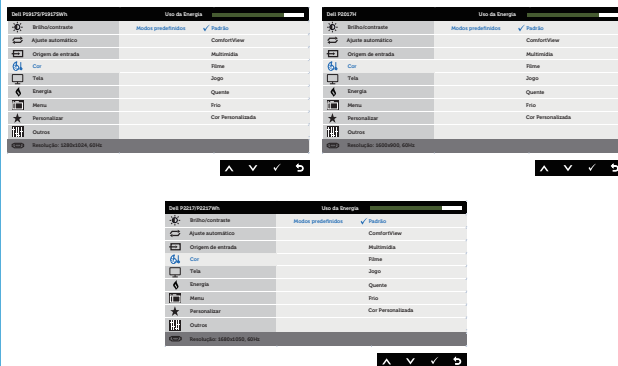 Dell P1917S/P1917SWh Uso da Energia
Brilho/contraste Modos predefinidos ✓ Padrão
Ajuste automático ComfortView
Origem de entrada Multimídia
Cor Filme
Tela Jogo
Energia Quente
Menu Frio
Personalizar Cor Personalizada
Outros
Resolução: 1280x1024, 60Hz
Dell P2017H Uso da Energia
Brilho/contraste Modos predefinidos ✓ Padrão
Ajuste automático ComfortView
Origem de entrada Multimídia
Cor Filme
Tela Jogo
Energia Quente
Menu Frio
Personalizar Cor Personalizada
Outros
Resolução: 1600x900, 60Hz
Dell P2217/P2217Wh Uso da Energia
Brilho/contraste Modos predefinidos ✓ Padrão
Ajuste automático ComfortView
Origem de entrada Multimídia
Cor Filme
Tela Jogo
Energia Quente
Menu Frio
Personalizar Cor Personalizada
Outros
Resolução: 1680x1050, 60Hz